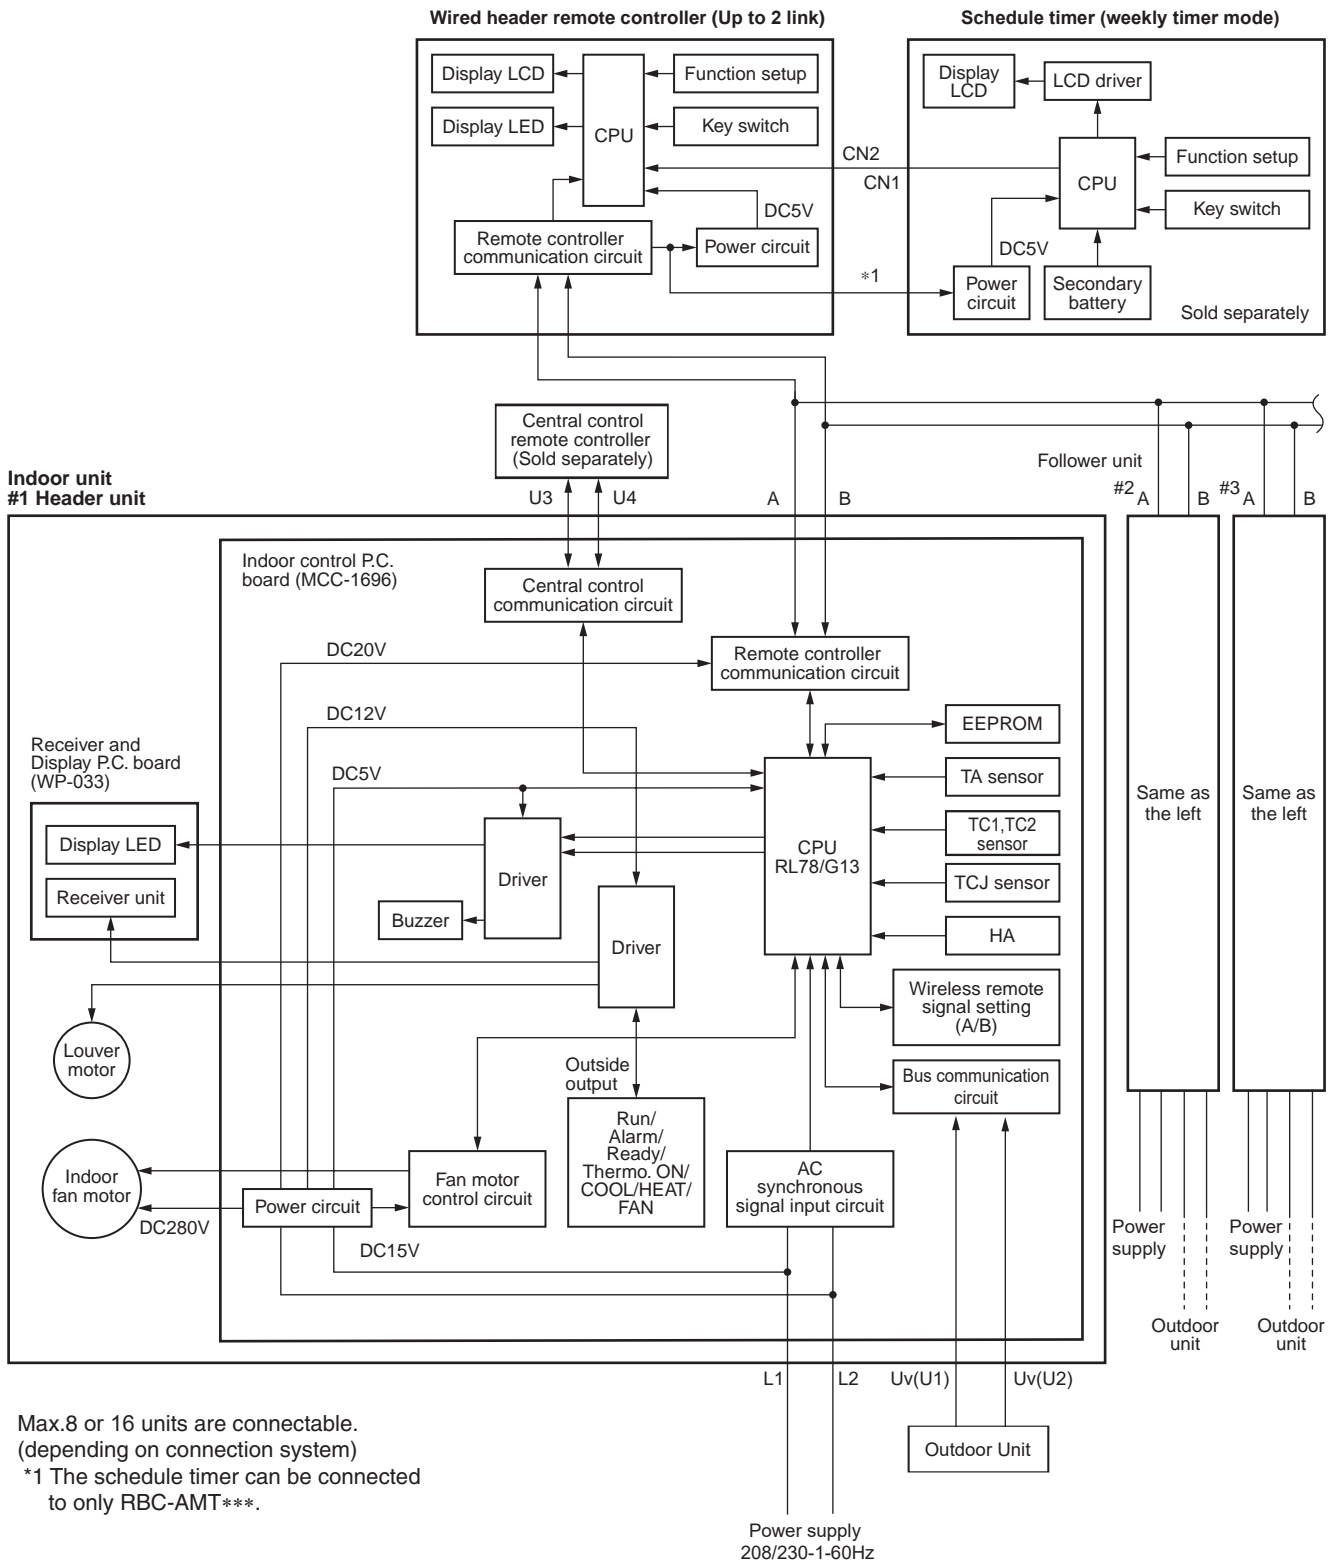 Wired header remote controller (Up to 2 link)
Schedule timer (weekly timer mode)
Display LCD
Function setup
Display LED
CPU
Key switch
DC5V
Remote controller
communication circuit
Power circuit
CN2
CN1
∗1
Display
LCD
LCD driver
CPU
Function setup
Key switch
DC5V
Power
circuit
Secondary
battery
Sold separately
Central control
remote controller
(Sold separately)
U3
U4
A
B
Follower unit
#2
A
B
#3
A
B
Indoor unit
#1 Header unit
Indoor control P.C.
board (MCC-1696)
Central control
communication circuit
DC20V
Remote controller
communication circuit
DC12V
EEPROM
Receiver and
Display P.C. board
(WP-033)
DC5V
TA sensor
Same as
the left
Same as
the left
Display LED
TC1,TC2
sensor
CPU
RL78/G13
Driver
TCJ sensor
Receiver unit
Buzzer
HA
Driver
Wireless remote
signal setting
(A/B)
Louver
motor
Outside
output
Bus communication
circuit
Run/
Alarm/
Ready/
Thermo. ON/
COOL/HEAT/
FAN
AC
synchronous
signal input circuit
Indoor
fan motor
Fan motor
control circuit
Power circuit
DC280V
DC15V
Power
supply
Power
supply
Outdoor
unit
Outdoor
unit
L1
L2
Uv(U1)
Uv(U2)
Outdoor Unit
Max.8 or 16 units are connectable.
(depending on connection system)
*1 The schedule timer can be connected
to only RBC-AMT∗∗∗.
Power supply
208/230-1-60Hz